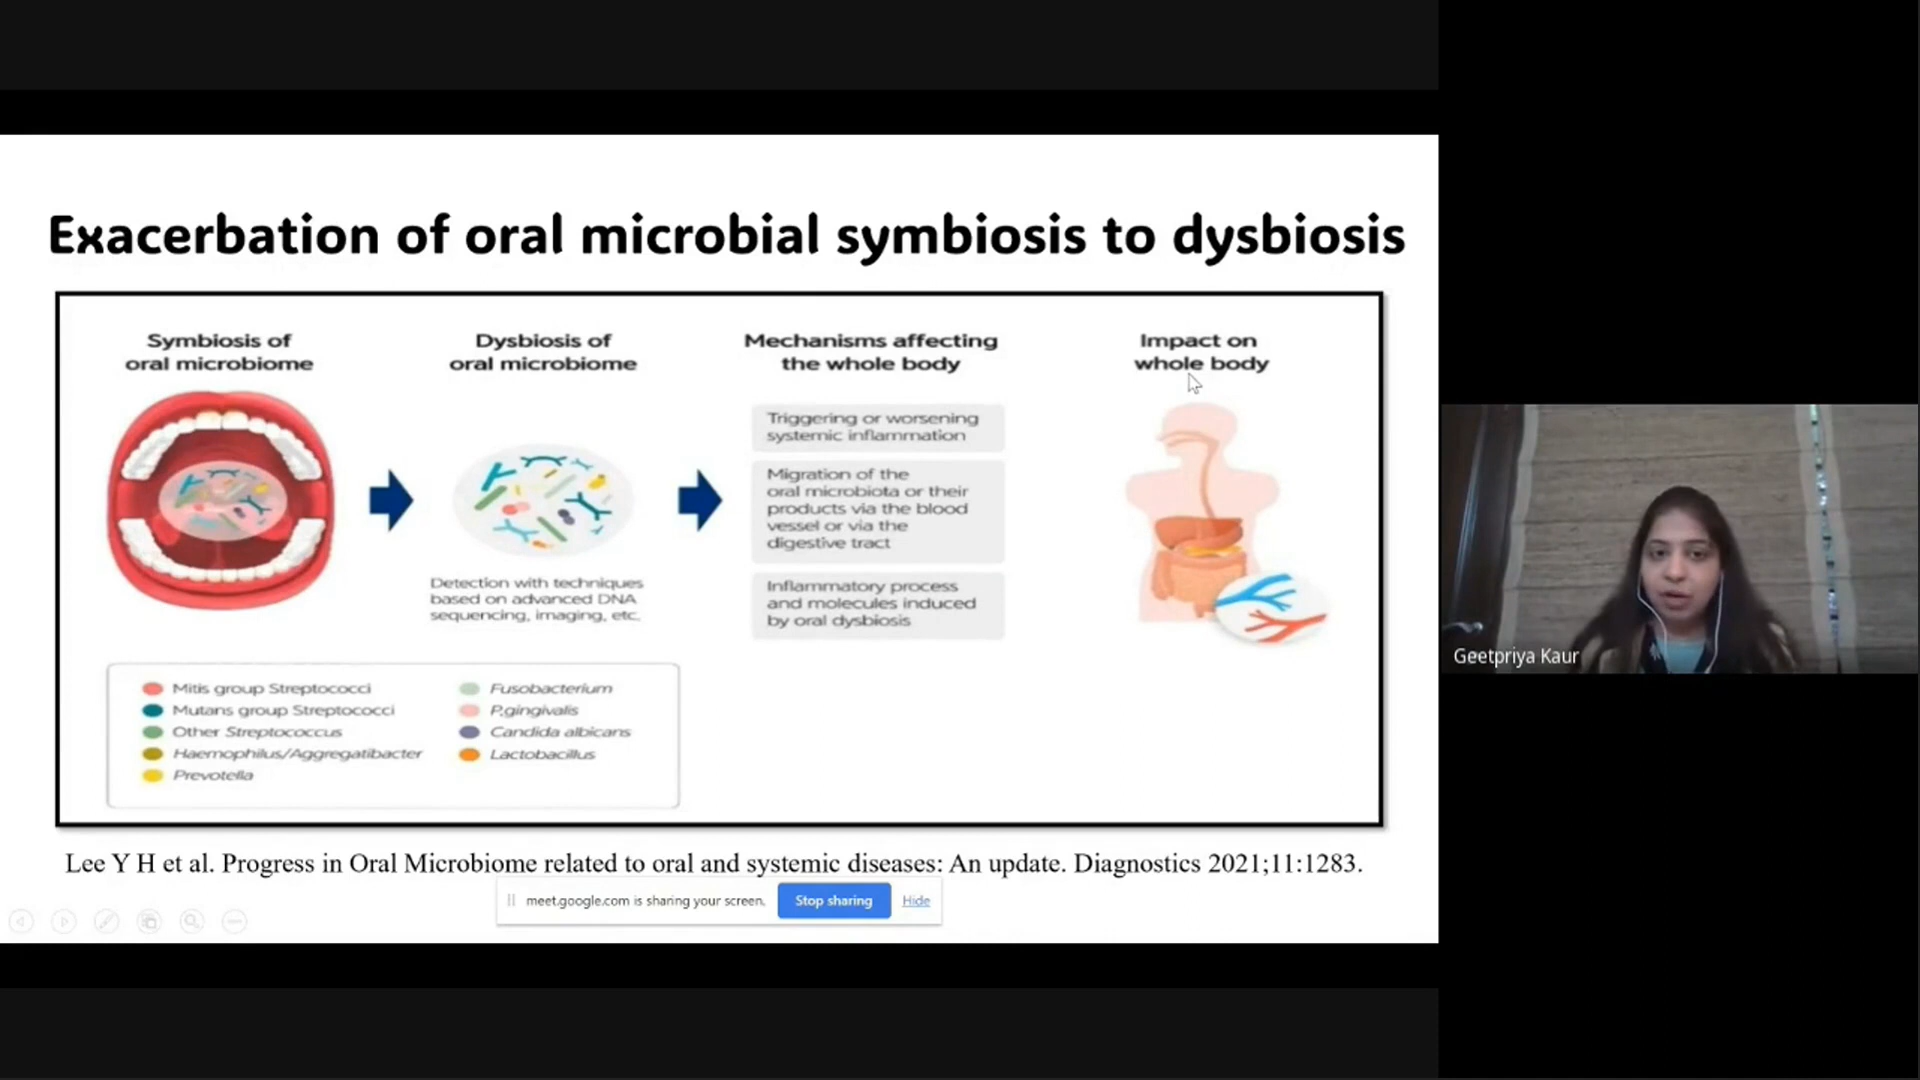 Exacerbation of oral microbial symbiosis to dysbiosis
Symbiosis of
oral microbiome
Dysbiosis of
oral microbiome
Detection with techniques
based on advanced DNA
sequencing, imaging, etc.
Mechanisms affecting
the whole body
Triggering or worsening
systemic inflammation
Migration of the
oral microbiota or their
products via the blood
vessel or via the
digestive tract
Inflammatory process
and molecules induced
by oral dysbiosis
Impact on
whole body
Mitis group Streptococci
Mutans group Streptococci
Other Streptococcus
Haemophilus/Aggregatibacter
Prevotella
Fusobacterium
P.gingivalis
Candida albicans
Lactobacillus
Lee Y H et al. Progress in Oral Microbiome related to oral and systemic diseases: An update. Diagnostics 2021;11:1283.
meet.google.com is sharing your screen.
Stop sharing
Hide
Geetpriya Kaur